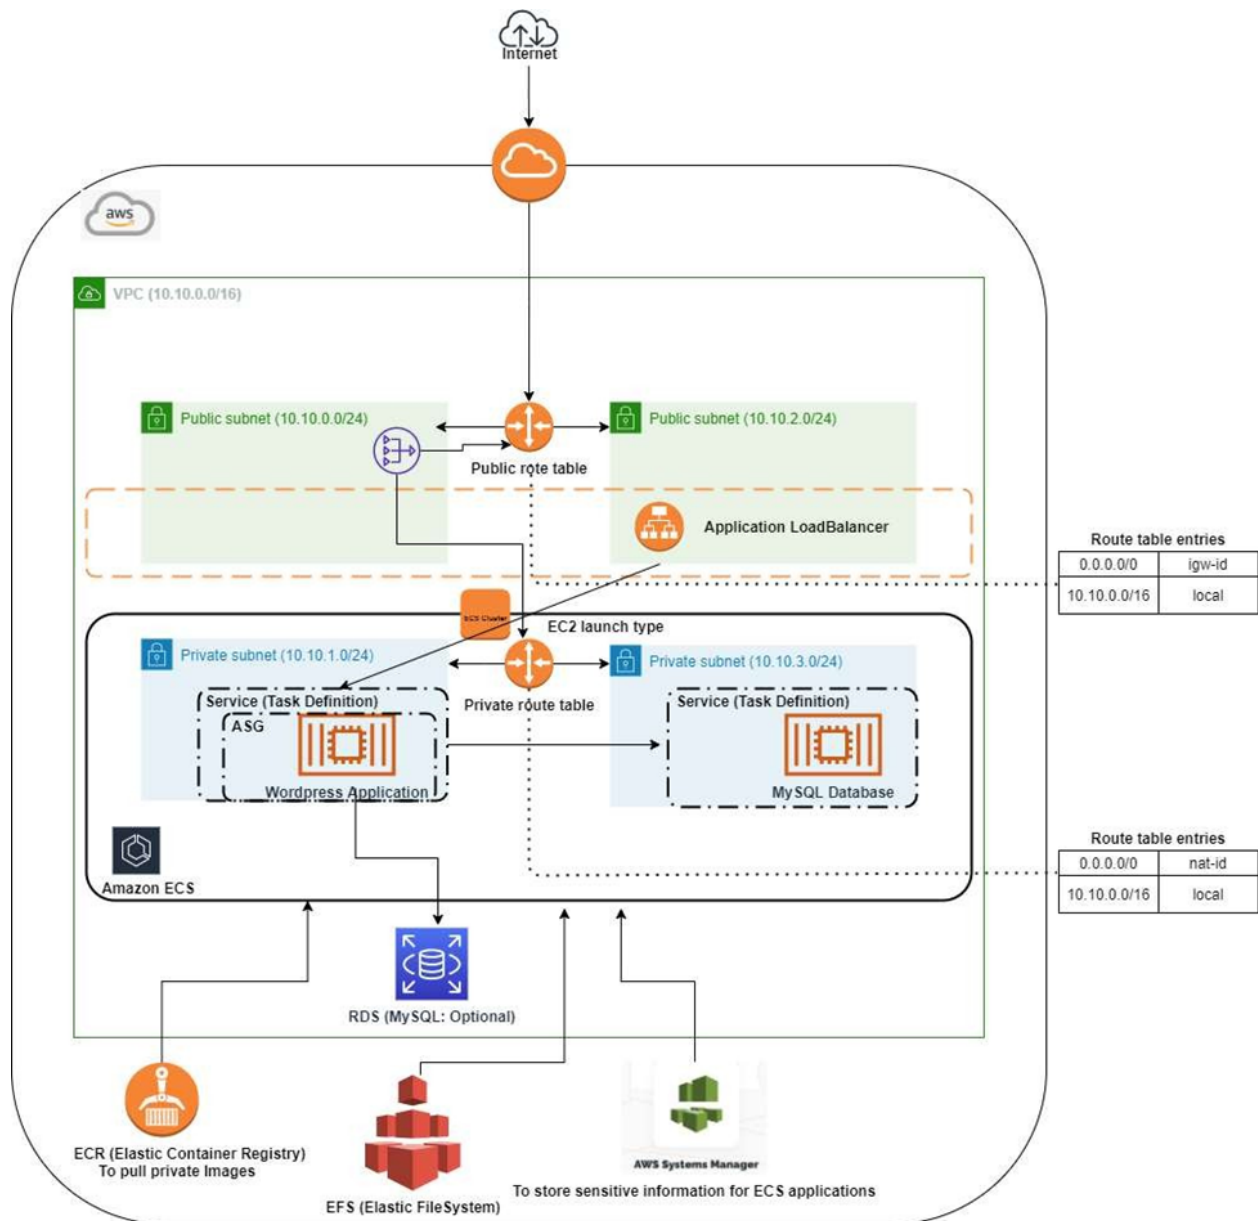 Internet
aws
VPC (10.10.0.0/16)
Public subnet (10.10.0.0/24)
Public subnet (10.10.2.0/24)
Public rote table
Application LoadBalancer
Route table entries
0.0.0.0/0 igw-id
10.10.0.0/16 local
ECS Cluster
EC2 launch type
Private subnet (10.10.1.0/24)
Private subnet (10.10.3.0/24)
Service (Task Definition)
ASG
Wordpress Application
Private route table
Service (Task Definition)
MySQL Database
Route table entries
0.0.0.0/0 nat-id
10.10.0.0/16 local
Amazon ECS
RDS (MySQL: Optional)
ECR (Elastic Container Registry)
To pull private Images
EFS (Elastic FileSystem)
AWS Systems Manager
To store sensitive information for ECS applications